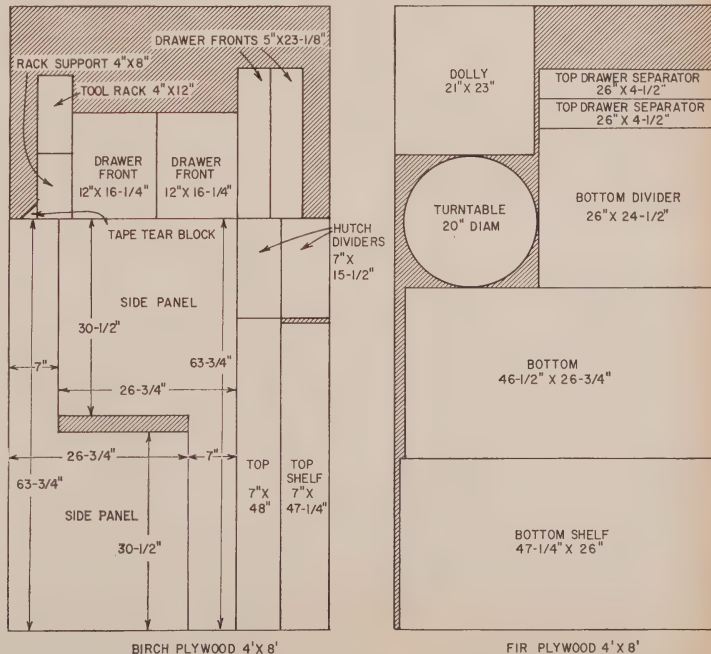 DRAWER FRONTS 5"X23-1/8"
RACK SUPPORT 4"X8"
TOOL RACK 4"X12"
DRAWER
FRONT
12"X 16-1/4"
DRAWER
FRONT
12"X 16-1/4"
TAPE TEAR BLOCK
HUTCH
DIVIDERS
7"X
15-1/2"
SIDE PANEL
30-1/2"
7"
63-3/4"
26-3/4"
26-3/4"
7"
63-3/4"
SIDE PANEL
30-1/2"
TOP
7"X
48"
TOP
SHELF
7"X
47-1/4"
BIRCH PLYWOOD 4'X8'
DOLLY
21"X 23"
TOP DRAWER SEPARATOR
26"X 4-1/2"
TOP DRAWER SEPARATOR
26"X 4-1/2"
BOTTOM DIVIDER
26"X 24-1/2"
TURNTABLE
20" DIAM
BOTTOM
46-1/2" X 26-3/4"
BOTTOM SHELF
47-1/4" X 26"
FIR PLYWOOD 4'X8'